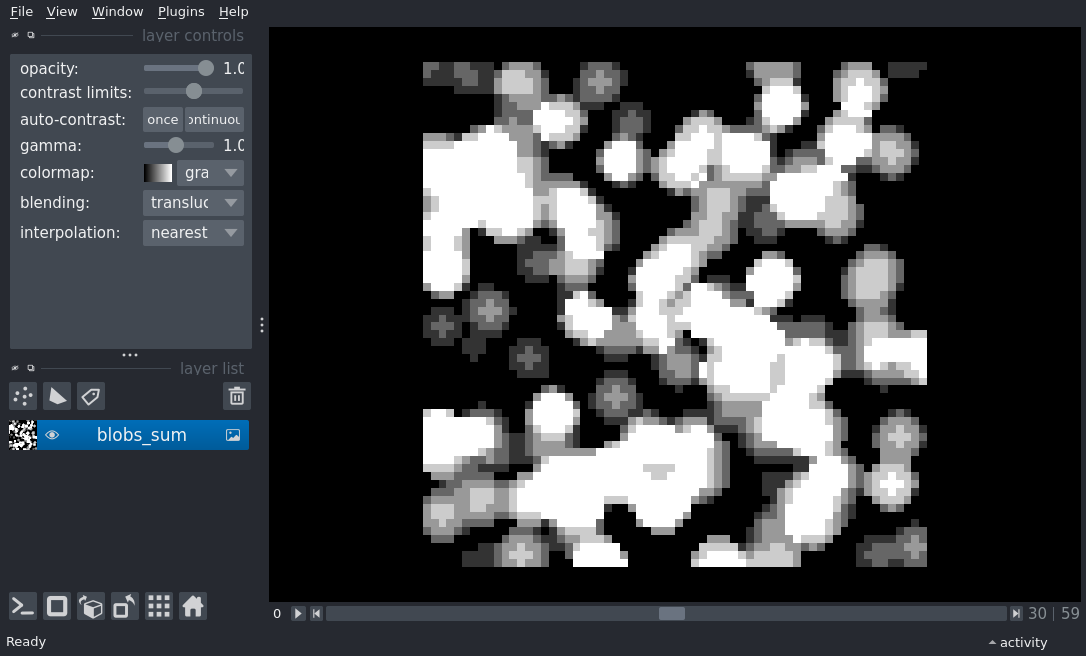 File View Window Plugins Help
layer controls
opacity: 1.0
contrast limits:
auto-contrast: once ontinuou
gamma: 1.0
colormap: gra
blending: transluc
interpolation: nearest
layer list
blobs_sum
0 30 | 59
Ready activity